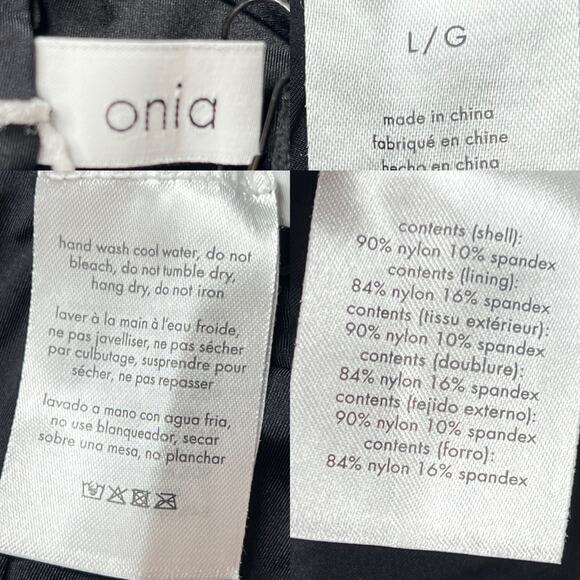 onia
L/G
made in china
fabriqué en chine
hecho en china
hand wash cool water, do not
bleach, do not tumble dry,
hang dry, do not iron
laver à la main à l'eau froide,
ne pas javelliser, ne pas sécher
par culbutage, suspendre pour
sécher, ne pas repasser
lavado a mano con agua fria,
no use blanqueador, secar
sobre una mesa, no planchar
contents (shell):
90% nylon 10% spandex
contents (lining):
84% nylon 16% spandex
contents (tissu extérieur):
90% nylon 10% spandex
contents (doublure):
84% nylon 16% spandex
contents (tejido externo):
90% nylon 10% spandex
contents (forro):
84% nylon 16% spandex